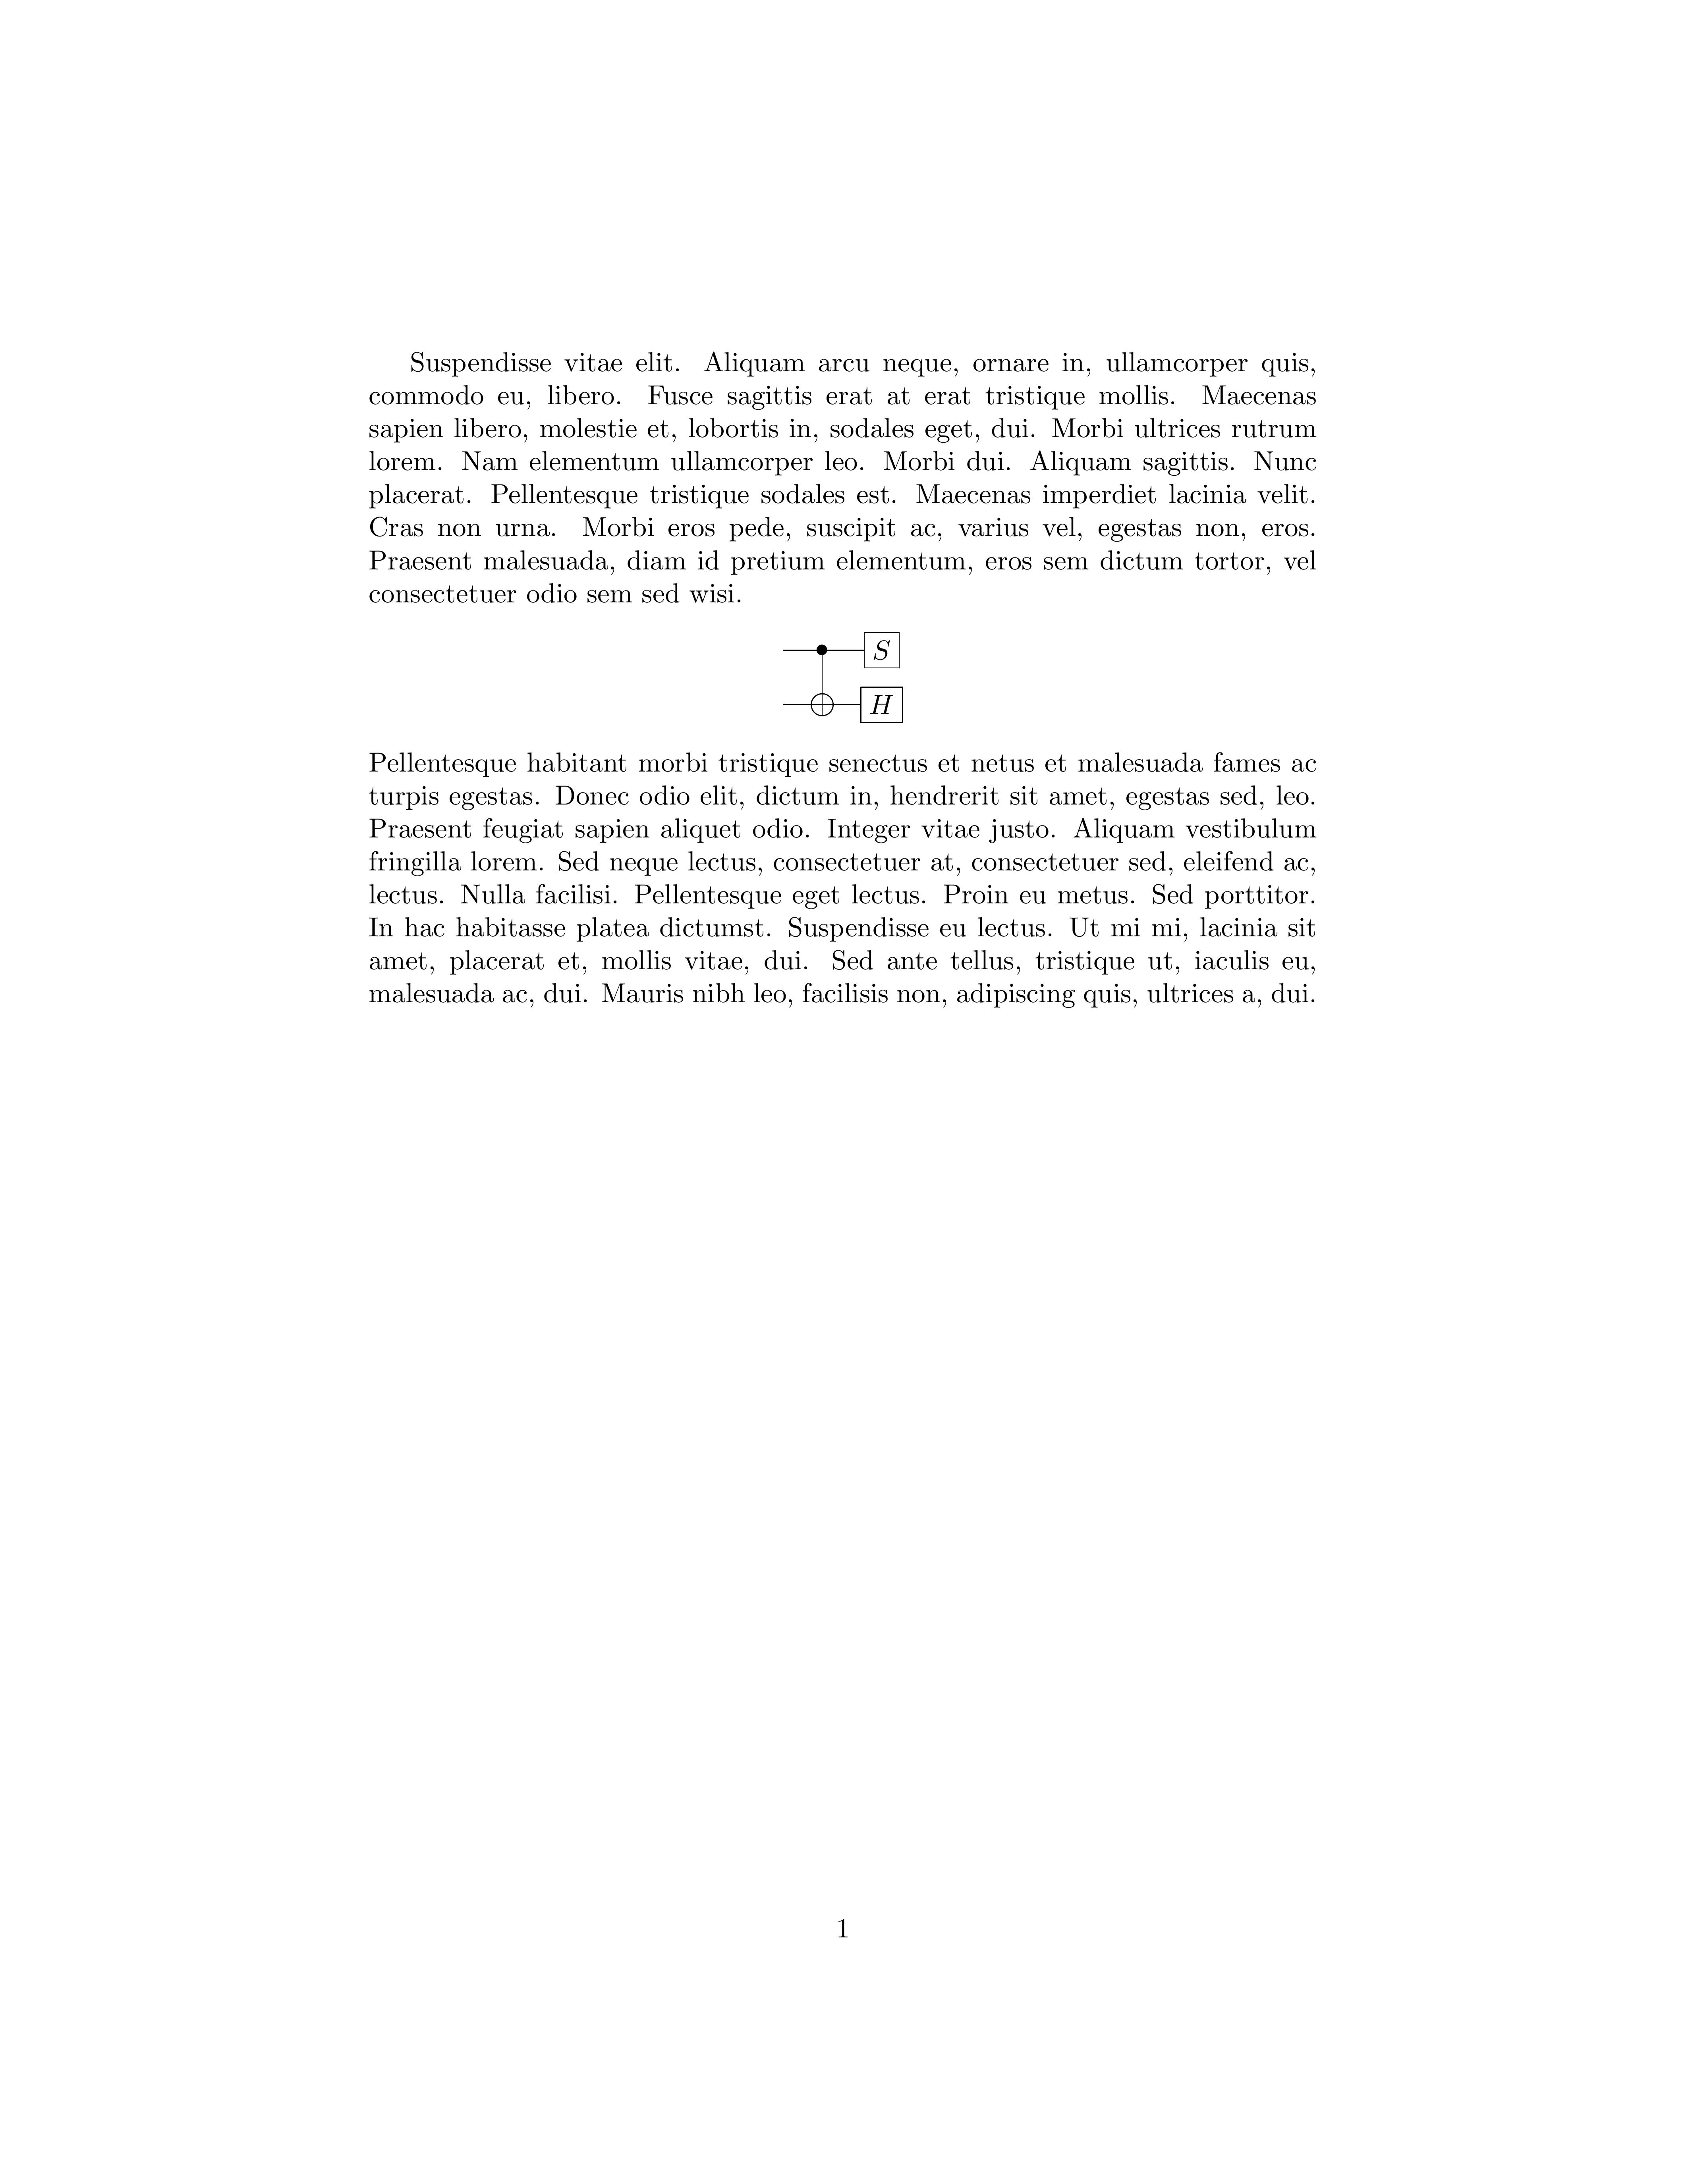 Suspendisse vitae elit. Aliquam arcu neque, ornare in, ullamcorper quis,
commodo eu, libero. Fusce sagittis erat at erat tristique mollis. Maecenas
sapien libero, molestie et, lobortis in, sodales eget, dui. Morbi ultrices rutrum
lorem. Nam elementum ullamcorper leo. Morbi dui. Aliquam sagittis. Nunc
placerat. Pellentesque tristique sodales est. Maecenas imperdiet lacinia velit.
Cras non urna. Morbi eros pede, suscipit ac, varius vel, egestas non, eros.
Praesent malesuada, diam id pretium elementum, eros sem dictum tortor, vel
consectetuer odio sem sed wisi.
S
H
Pellentesque habitant morbi tristique senectus et netus et malesuada fames ac
turpis egestas. Donec odio elit, dictum in, hendrerit sit amet, egestas sed, leo.
Praesent feugiat sapien aliquet odio. Integer vitae justo. Aliquam vestibulum
fringilla lorem. Sed neque lectus, consectetuer at, consectetuer sed, eleifend ac,
lectus. Nulla facilisi. Pellentesque eget lectus. Proin eu metus. Sed porttitor.
In hac habitasse platea dictumst. Suspendisse eu lectus. Ut mi mi, lacinia sit
amet, placerat et, mollis vitae, dui. Sed ante tellus, tristique ut, iaculis eu,
malesuada ac, dui. Mauris nibh leo, facilisis non, adipiscing quis, ultrices a, dui.
1